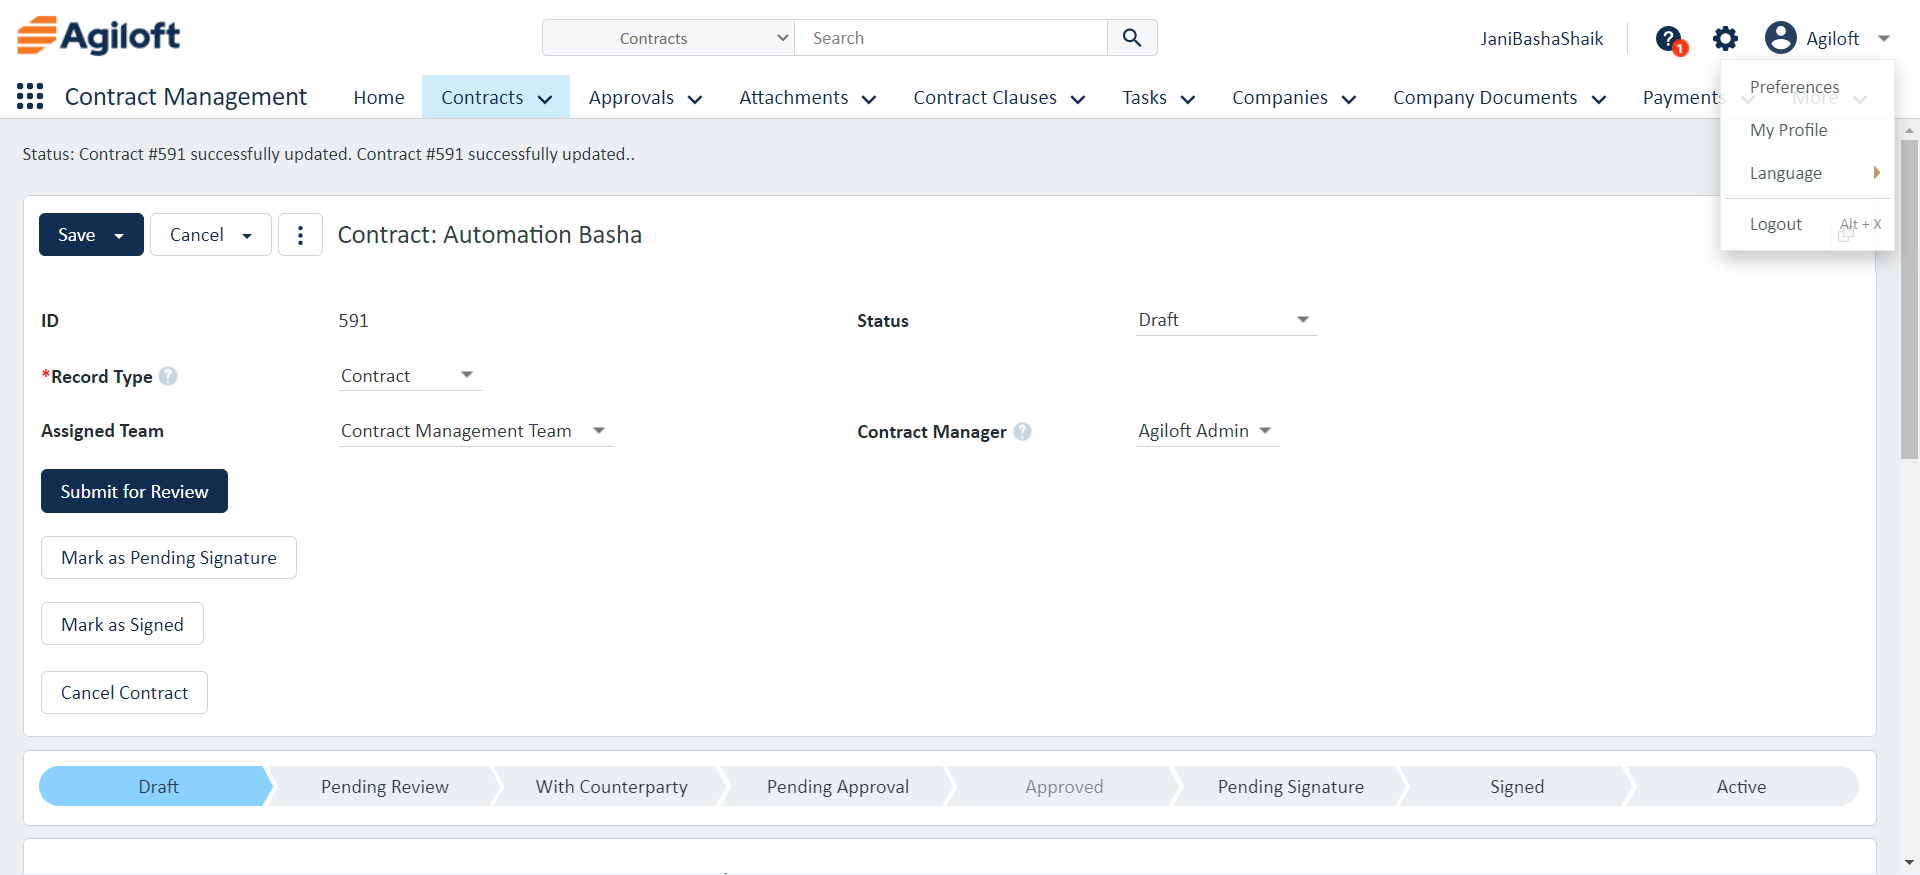 Agiloft
Contracts
Search
JaniBashaShaik
1
Agiloft
Contract Management
Home
Contracts
Approvals
Attachments
Contract Clauses
Tasks
Companies
Company Documents
Payments
More
Preferences
My Profile
Language
Logout Alt + X
Status: Contract #591 successfully updated. Contract #591 successfully updated..
Save
Cancel
Contract: Automation Basha
ID 591
Status Draft
*Record Type ? Contract
Assigned Team Contract Management Team
Contract Manager ? Agiloft Admin
Submit for Review
Mark as Pending Signature
Mark as Signed
Cancel Contract
Draft
Pending Review
With Counterparty
Pending Approval
Approved
Pending Signature
Signed
Active